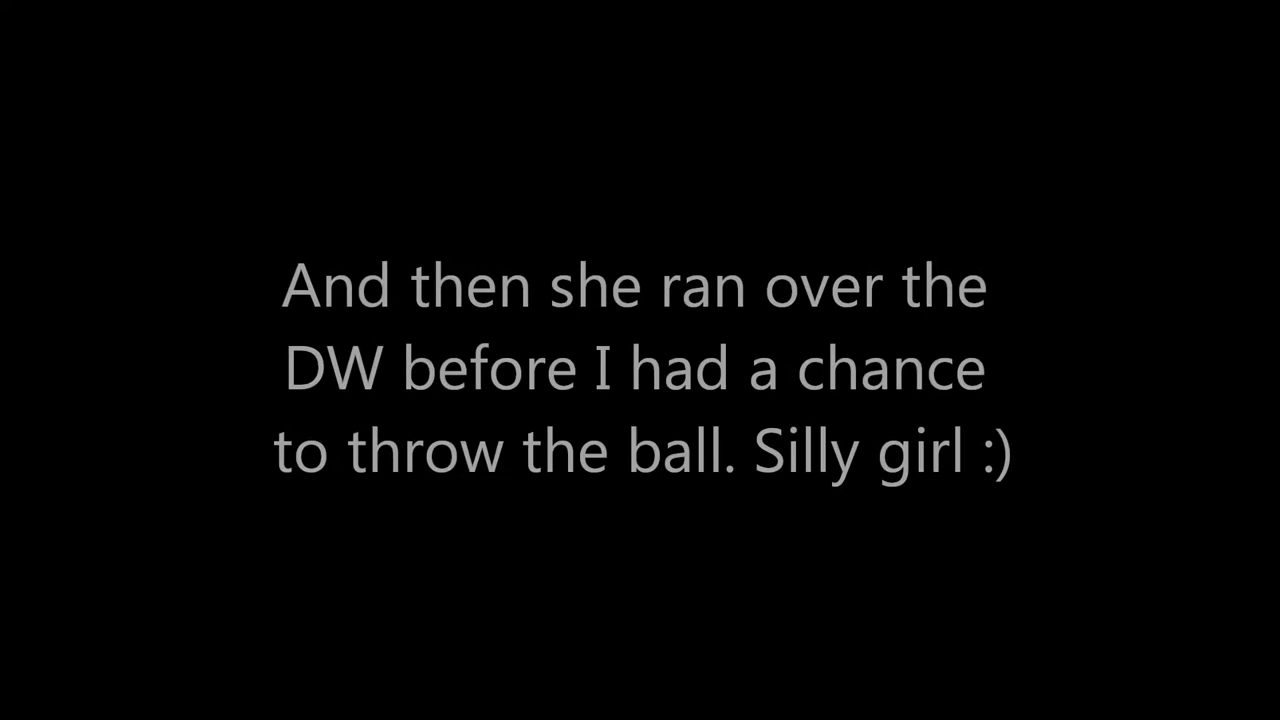 And then she ran over the
DW before I had a chance
to throw the ball. Silly girl :)